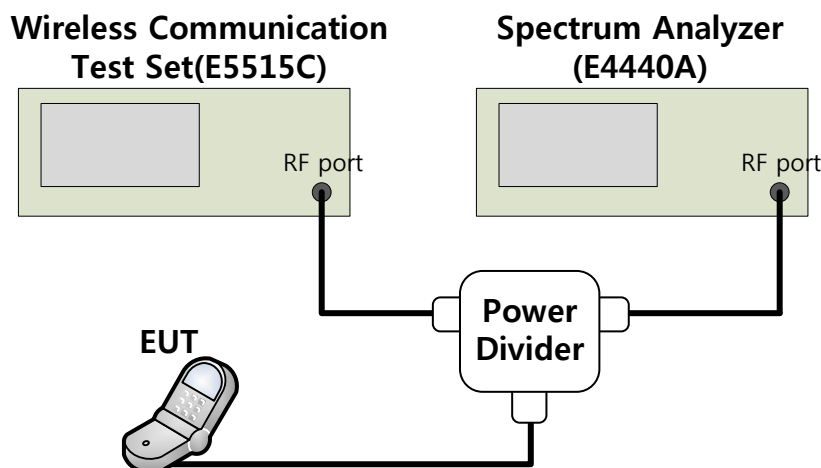 Wireless Communication
Test Set(E5515C)
Spectrum Analyzer
(E4440A)
RF port
RF port
Power
Divider
EUT